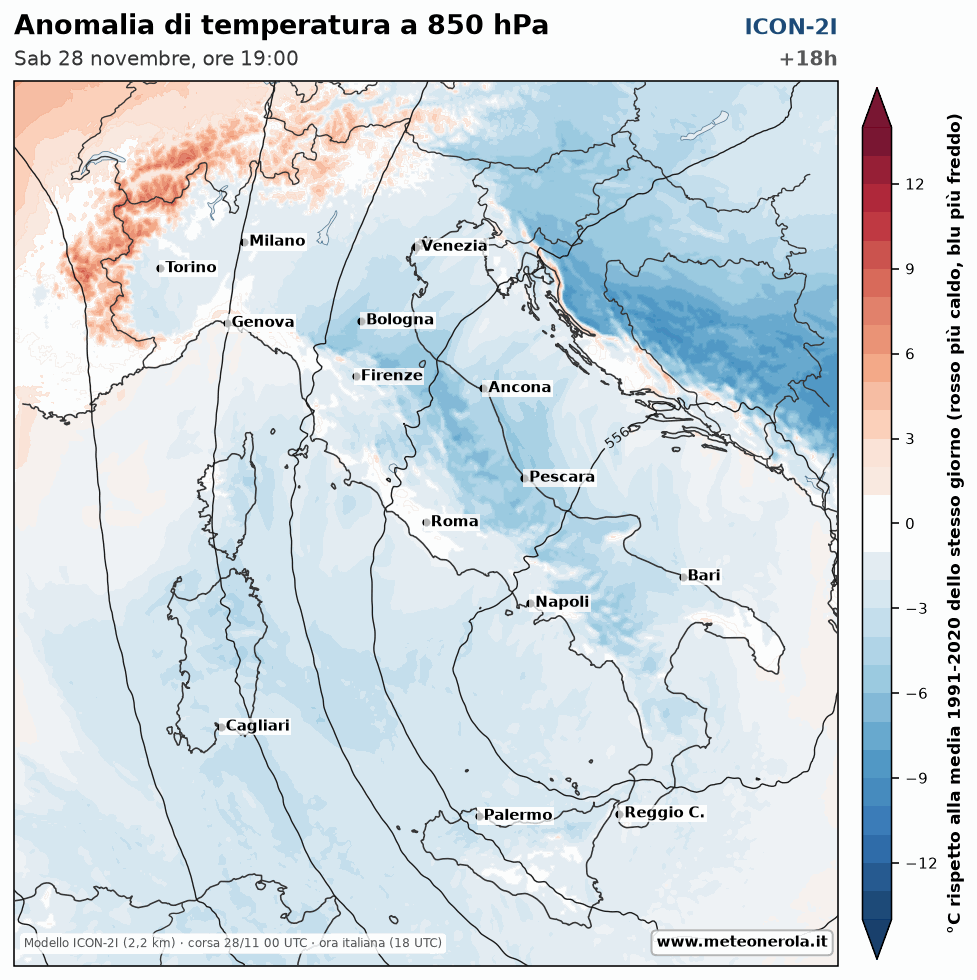 Anomalia di temperatura a 850 hPa
ICON-2I
Sab 28 novembre, ore 19:00
+18h
Milano
Venezia
Torino
Genova
Bologna
Firenze
Ancona
556
Pescara
Roma
Bari
Napoli
Cagliari
Palermo
Reggio C.
Modello ICON-2I (2,2 km) · corsa 28/11 00 UTC · ora italiana (18 UTC)
www.meteonerola.it
12
9
6
3
0
−3
−6
−9
−12
°C rispetto alla media 1991-2020 dello stesso giorno (rosso più caldo, blu più freddo)